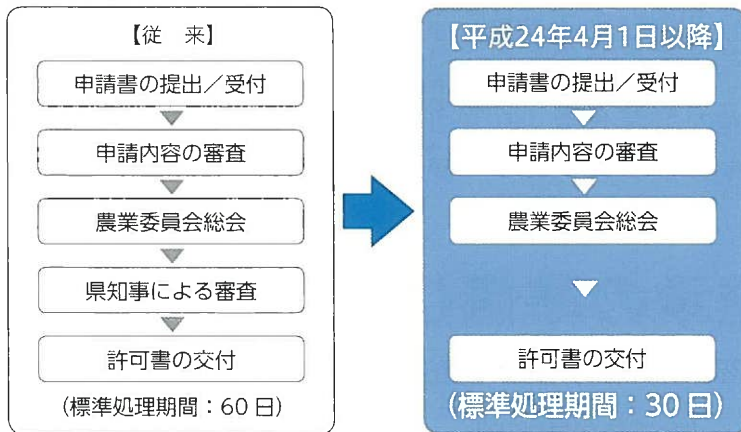 【従 来】
申請書の提出／受付
申請内容の審査
農業委員会総会
県知事による審査
許可書の交付
(標準処理期間：60日)
【平成24年4月1日以降】
申請書の提出／受付
申請内容の審査
農業委員会総会
許可書の交付
(標準処理期間：30日)